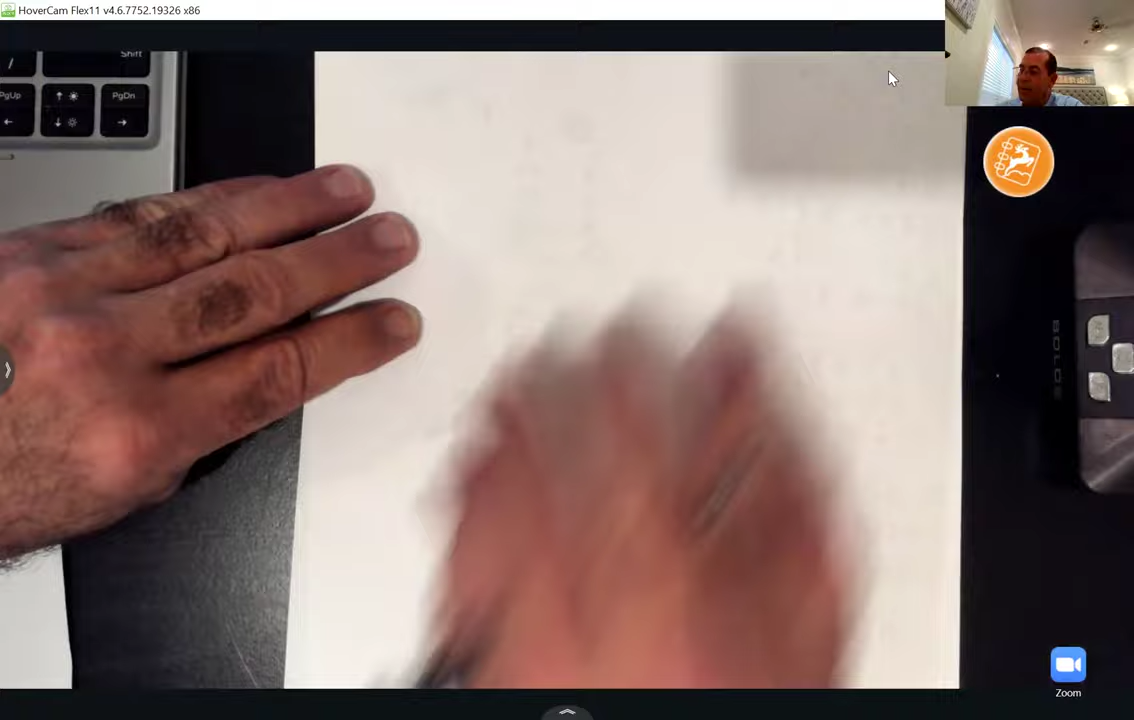 HoverCam Flex11 v4.6.7752.19326 x86
/
Shift
PgUp
PgDn
←
↑
↓
→
Zoom